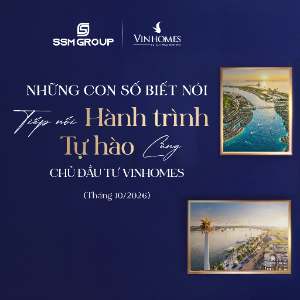 SSM GROUP
VINHOMES
NHỮNG CON SỐ BIẾT NÓI
Tiếp nối Hành trình
Tự hào Cùng
CHỦ ĐẦU TƯ VINHOMES
(Tháng 10/2026)